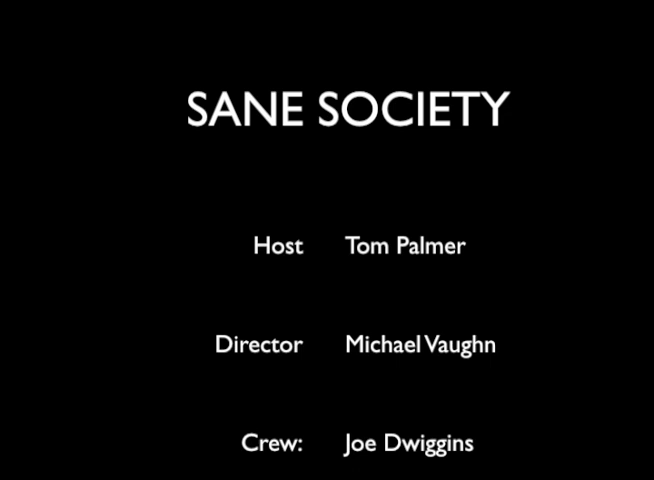 SANE SOCIETY
Host Tom Palmer
Director Michael Vaughn
Crew: Joe Dwiggins